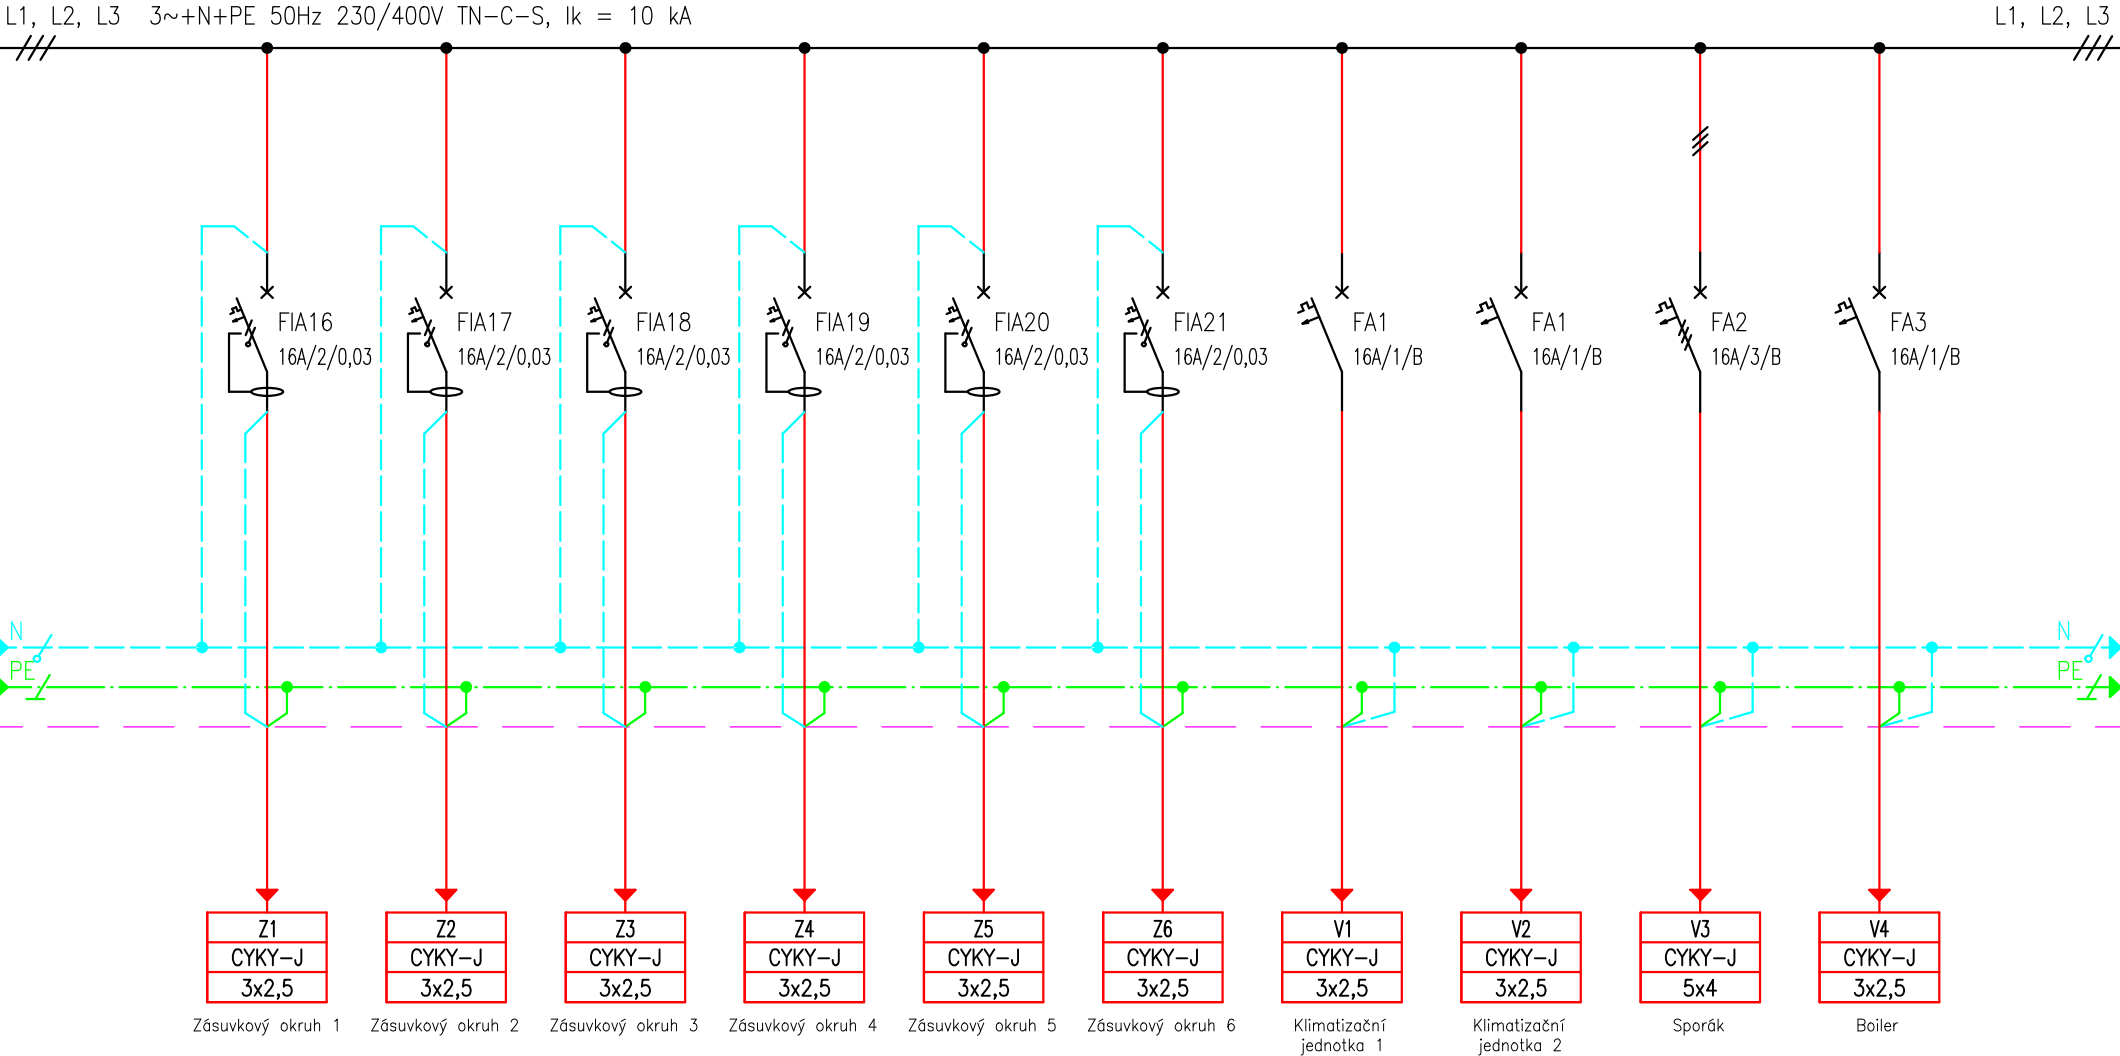 L1, L2, L3 3~+N+PE 50Hz 230/400V TN-C-S, Ik = 10 kA
L1, L2, L3
FIA16
16A/2/0,03
FIA17
16A/2/0,03
FIA18
16A/2/0,03
FIA19
16A/2/0,03
FIA20
16A/2/0,03
FIA21
16A/2/0,03
FA1
16A/1/B
FA1
16A/1/B
FA2
16A/3/B
FA3
16A/1/B
N
PE
N
PE
Z1
CYKY-J
3x2,5
Zásuvkový okruh 1
Z2
CYKY-J
3x2,5
Zásuvkový okruh 2
Z3
CYKY-J
3x2,5
Zásuvkový okruh 3
Z4
CYKY-J
3x2,5
Zásuvkový okruh 4
Z5
CYKY-J
3x2,5
Zásuvkový okruh 5
Z6
CYKY-J
3x2,5
Zásuvkový okruh 6
V1
CYKY-J
3x2,5
Klimatizační
jednotka 1
V2
CYKY-J
3x2,5
Klimatizační
jednotka 2
V3
CYKY-J
5x4
Sporák
V4
CYKY-J
3x2,5
Boiler